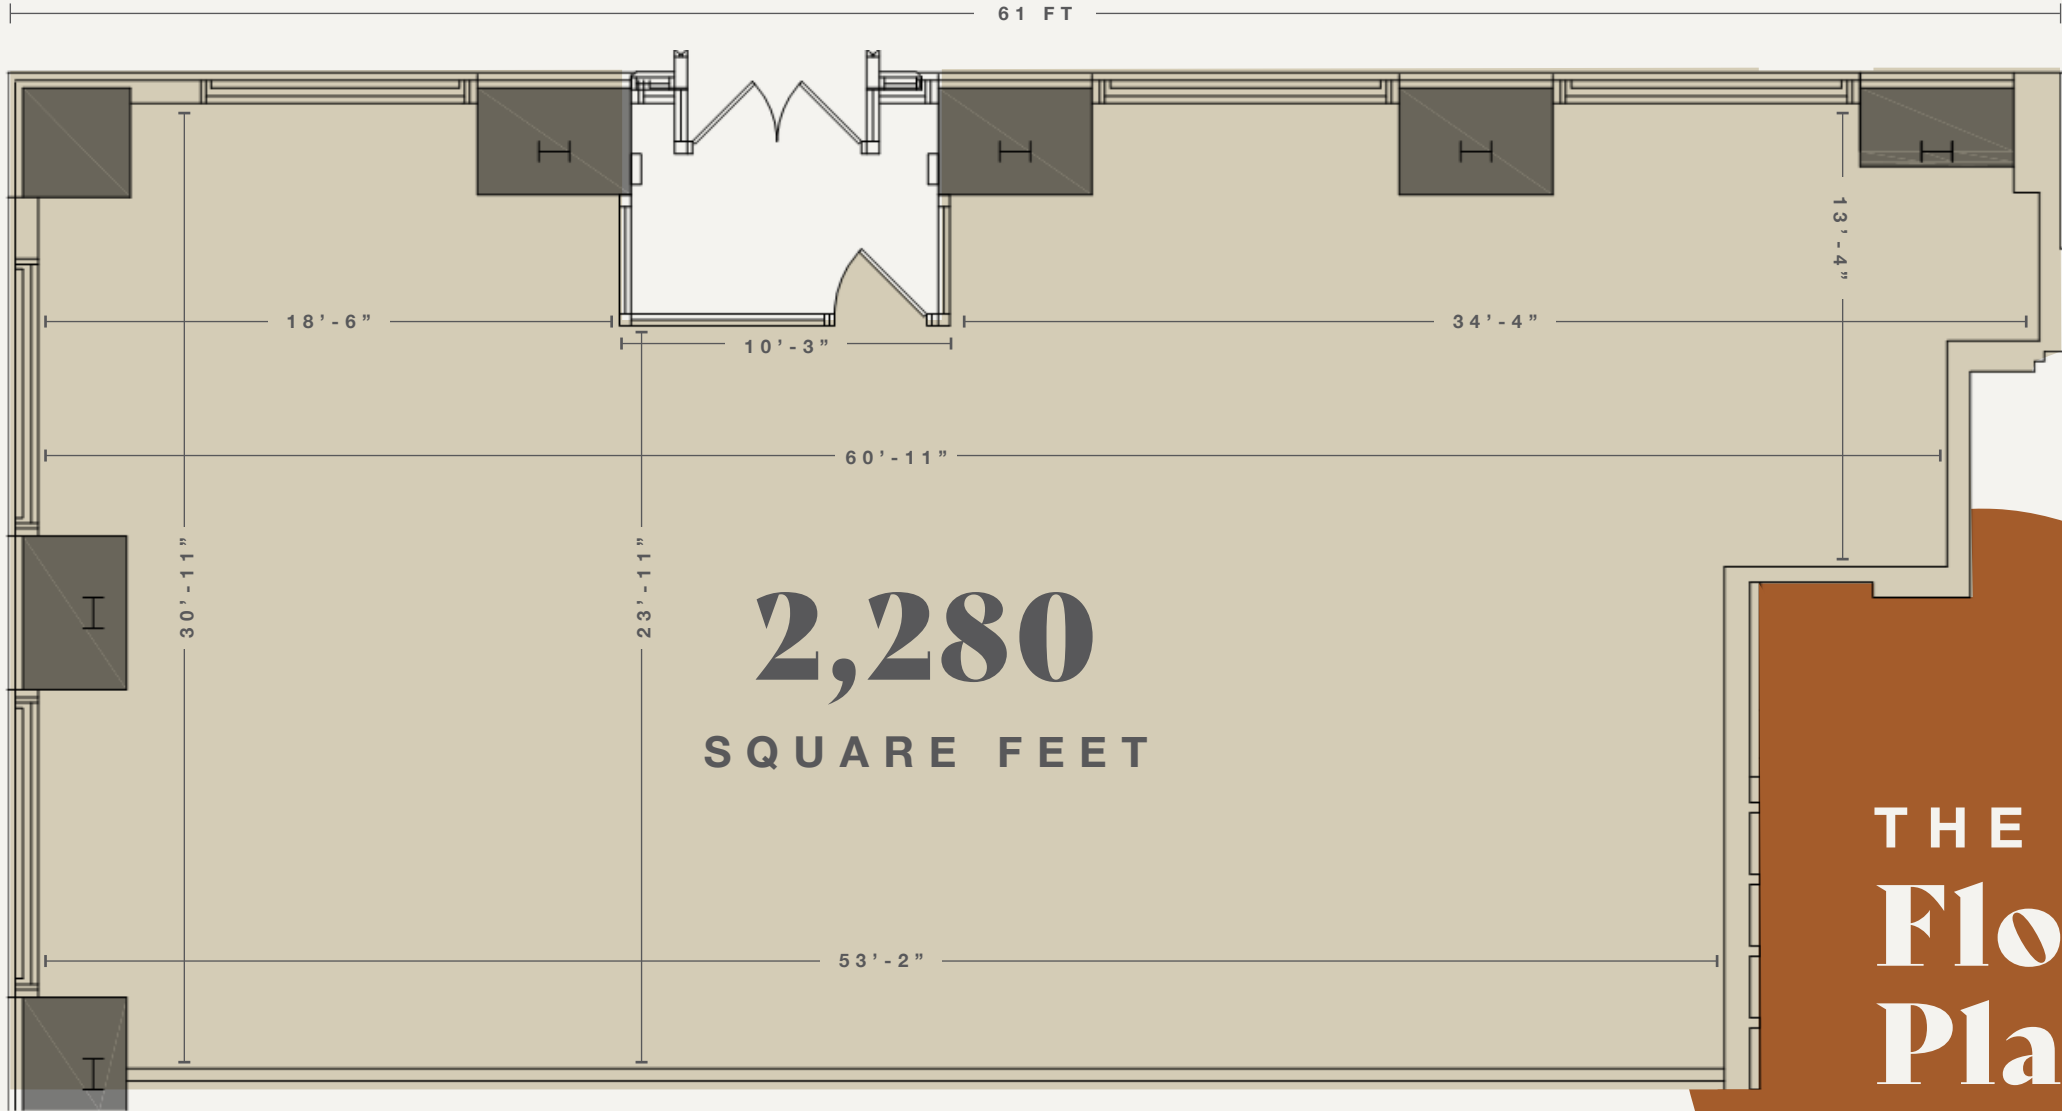 61 FT
13’-4”
18’-6”
34’-4”
10’-3”
60’-11”
30’-11”
23’-11”
2,280
SQUARE FEET
THE
Flo
Pla
53’-2”